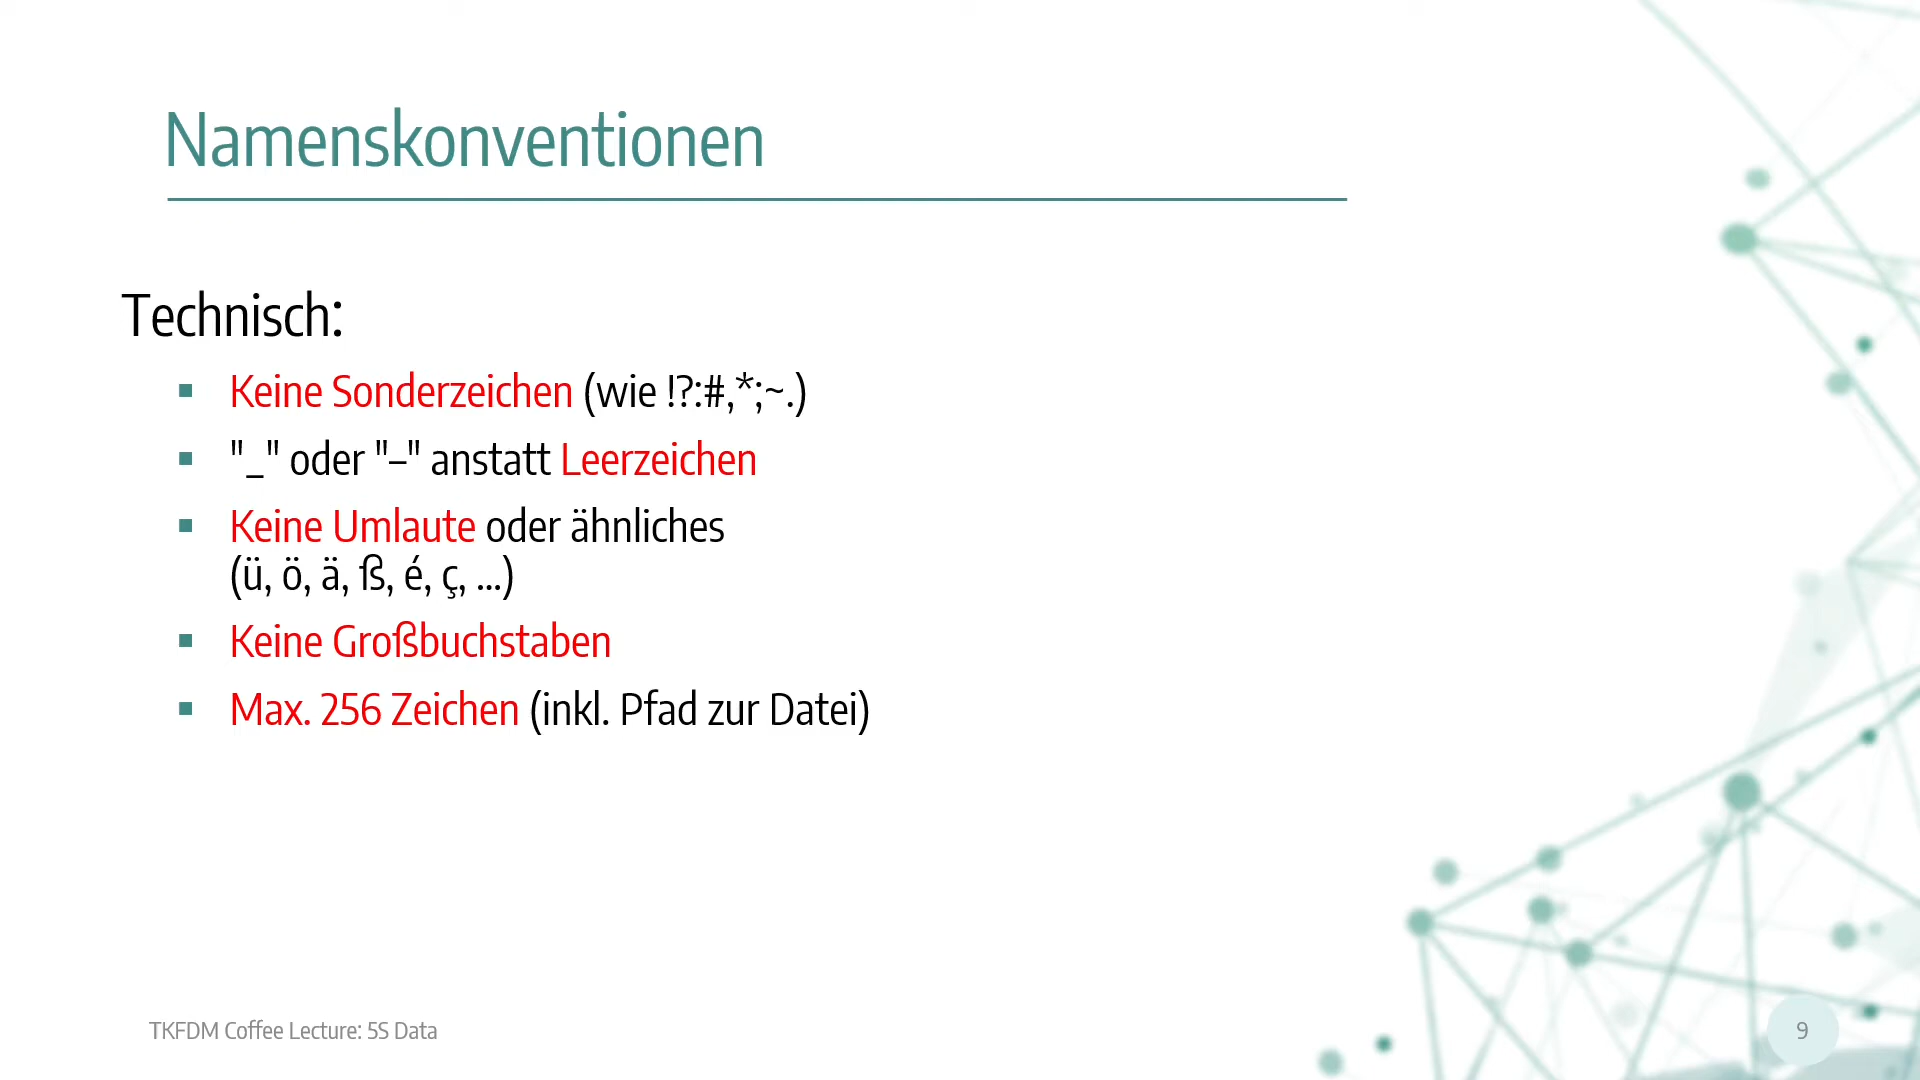 Namenskonventionen
Technisch:
▪ Keine Sonderzeichen (wie !?:#,*;~.)
▪ "_" oder "–" anstatt Leerzeichen
▪ Keine Umlaute oder ähnliches
(ü, ö, ä, ß, é, ç, ...)
▪ Keine Großbuchstaben
▪ Max. 256 Zeichen (inkl. Pfad zur Datei)
TKFDM Coffee Lecture: 5S Data
9